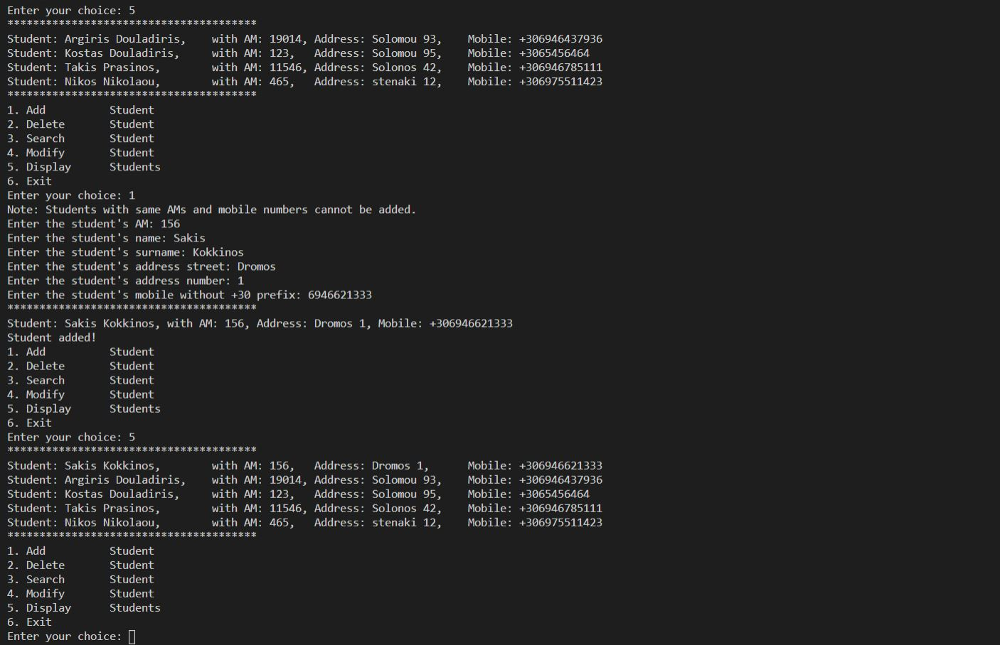 Enter your choice: 5
***************************************
Student: Argiris Douladiris,    with AM: 19014, Address: Solomou 93,    Mobile: +306946437936
Student: Kostas Douladiris,     with AM: 123,   Address: Solomou 95,    Mobile: +3065456464
Student: Takis Prasinos,        with AM: 11546, Address: Solonos 42,    Mobile: +306946785111
Student: Nikos Nikolaou,        with AM: 465,   Address: stenaki 12,    Mobile: +306975511423
***************************************
1. Add          Student
2. Delete       Student
3. Search       Student
4. Modify       Student
5. Display      Students
6. Exit
Enter your choice: 1
Note: Students with same AMs and mobile numbers cannot be added.
Enter the student's AM: 156
Enter the student's name: Sakis
Enter the student's surname: Kokkinos
Enter the student's address street: Dromos
Enter the student's address number: 1
Enter the student's mobile without +30 prefix: 6946621333
***************************************
Student: Sakis Kokkinos, with AM: 156, Address: Dromos 1, Mobile: +306946621333
Student added!
1. Add          Student
2. Delete       Student
3. Search       Student
4. Modify       Student
5. Display      Students
6. Exit
Enter your choice: 5
***************************************
Student: Sakis Kokkinos,        with AM: 156,   Address: Dromos 1,      Mobile: +306946621333
Student: Argiris Douladiris,    with AM: 19014, Address: Solomou 93,    Mobile: +306946437936
Student: Kostas Douladiris,     with AM: 123,   Address: Solomou 95,    Mobile: +3065456464
Student: Takis Prasinos,        with AM: 11546, Address: Solonos 42,    Mobile: +306946785111
Student: Nikos Nikolaou,        with AM: 465,   Address: stenaki 12,    Mobile: +306975511423
***************************************
1. Add          Student
2. Delete       Student
3. Search       Student
4. Modify       Student
5. Display      Students
6. Exit
Enter your choice: